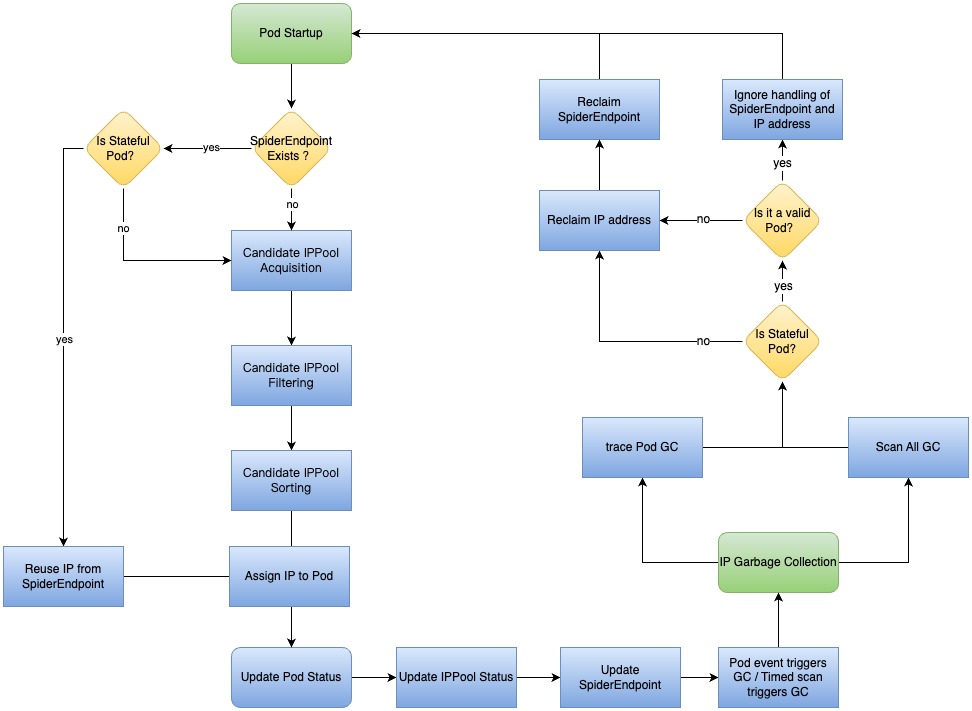 Pod Startup
Reclaim
SpiderEndpoint
Ignore handling of
SpiderEndpoint and
IP address
Is Stateful
Pod?
yes
SpiderEndpoint
Exists ?
yes
no
no
Reclaim IP address
no
Is it a valid
Pod?
Candidate IPPool
Acquisition
yes
yes
no
Is Stateful
Pod?
Candidate IPPool
Filtering
trace Pod GC
Scan All GC
Candidate IPPool
Sorting
Reuse IP from
SpiderEndpoint
Assign IP to Pod
IP Garbage Collection
Update Pod Status
Update IPPool Status
Update
SpiderEndpoint
Pod event triggers
GC / Timed scan
triggers GC